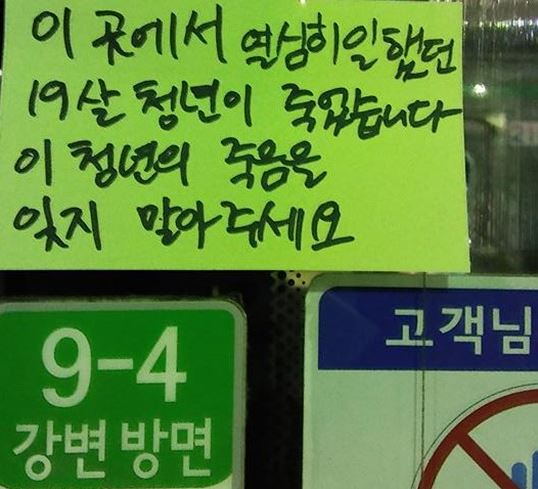 이 곳에서 열심히 일했던
19살 청년이 죽었습니다
이 청년의 죽음을
잊지 말아주세요
9-4
강변 방면
고객님